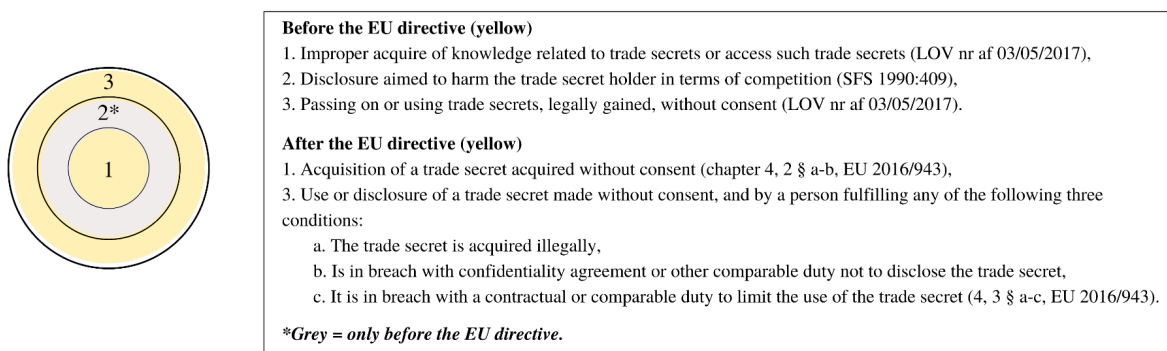 3
2*
1
Before the EU directive (yellow)
1. Improper acquire of knowledge related to trade secrets or access such trade secrets (LOV nr af 03/05/2017),
2. Disclosure aimed to harm the trade secret holder in terms of competition (SFS 1990:409),
3. Passing on or using trade secrets, legally gained, without consent (LOV nr af 03/05/2017).
After the EU directive (yellow)
1. Acquisition of a trade secret acquired without consent (chapter 4, 2 § a-b, EU 2016/943),
3. Use or disclosure of a trade secret made without consent, and by a person fulfilling any of the following three
conditions:
a. The trade secret is acquired illegally,
b. Is in breach with confidentiality agreement or other comparable duty not to disclose the trade secret,
c. It is in breach with a contractual or comparable duty to limit the use of the trade secret (4, 3 § a-c, EU 2016/943).
*Grey = only before the EU directive.